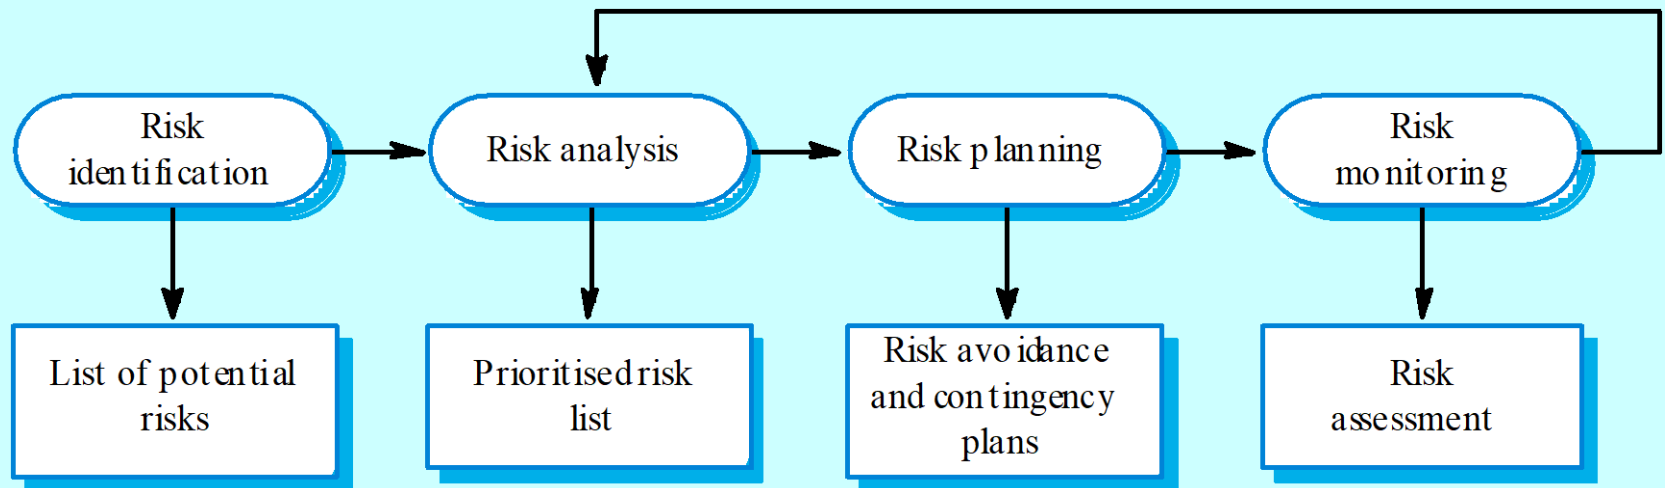 Risk
identification
Risk analysis
Risk planning
Risk
monitoring
List of potential
risks
Prioritised risk
list
Risk avoidance
and contingency
plans
Risk
assessment